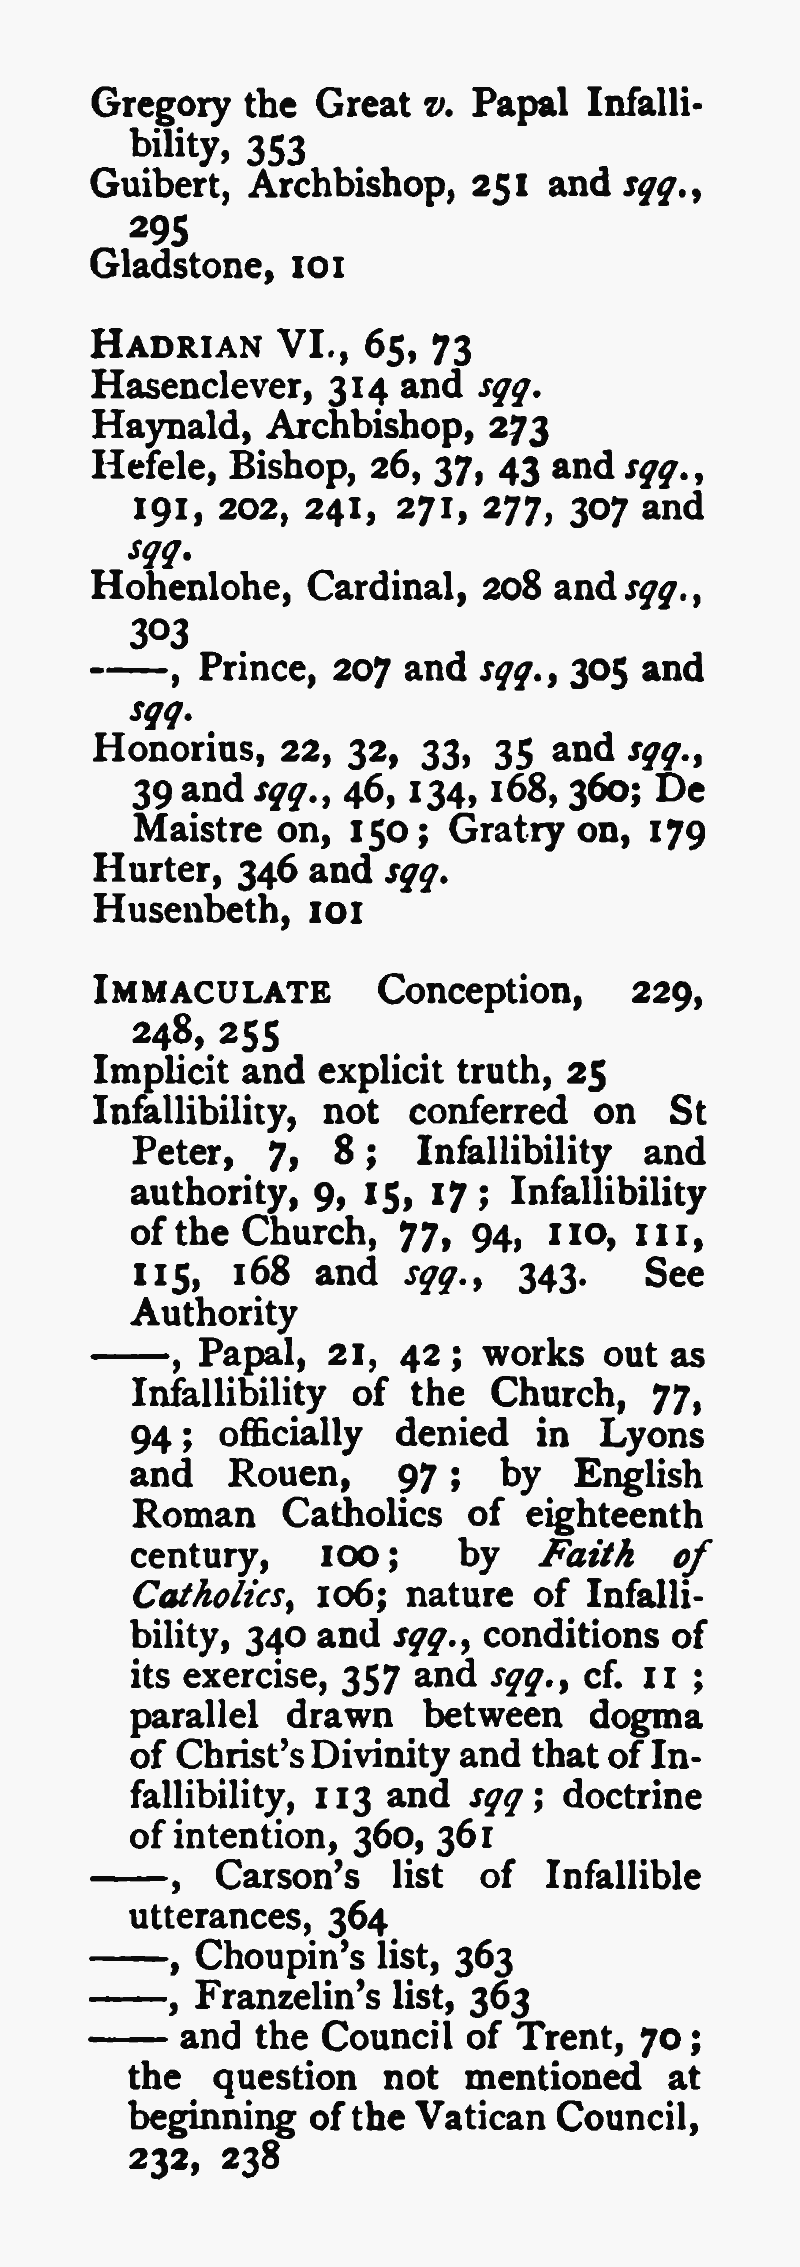 Gregory the Great v. Papal Infalli-
bility, 353
Guibert, Archbishop, 251 and sqq.,
295
Gladstone, 101
HADRIAN VI., 65, 73
Hasenclever, 314 and sqq.
Haynald, Archbishop, 273
Hefele, Bishop, 26, 37, 43 and sqq.,
191, 202, 241, 271, 277, 307 and
sqq.
Hohenlohe, Cardinal, 208 and sqq.,
303
——, Prince, 207 and sqq., 305 and
sqq.
Honorius, 22, 32, 33, 35 and sqq.,
39 and sqq., 46, 134, 168, 360; De
Maistre on, 150; Gratry on, 179
Hurter, 346 and sqq.
Husenbeth, 101
IMMACULATE Conception, 229,
248, 255
Implicit and explicit truth, 25
Infallibility, not conferred on St
Peter, 7, 8; Infallibility and
authority, 9, 15, 17; Infallibility
of the Church, 77, 94, 110, 111,
115, 168 and sqq., 343. See
Authority
——, Papal, 21, 42; works out as
Infallibility of the Church, 77,
94; officially denied in Lyons
and Rouen, 97; by English
Roman Catholics of eighteenth
century, 100; by Faith of
Catholics, 106; nature of Infalli-
bility, 340 and sqq., conditions of
its exercise, 357 and sqq., cf. 11;
parallel drawn between dogma
of Christ's Divinity and that of In-
fallibility, 113 and sqq; doctrine
of intention, 360, 361
——, Carson's list of Infallible
utterances, 364
——, Choupin's list, 363
——, Franzelin's list, 363
—— and the Council of Trent, 70;
the question not mentioned at
beginning of the Vatican Council,
232, 238